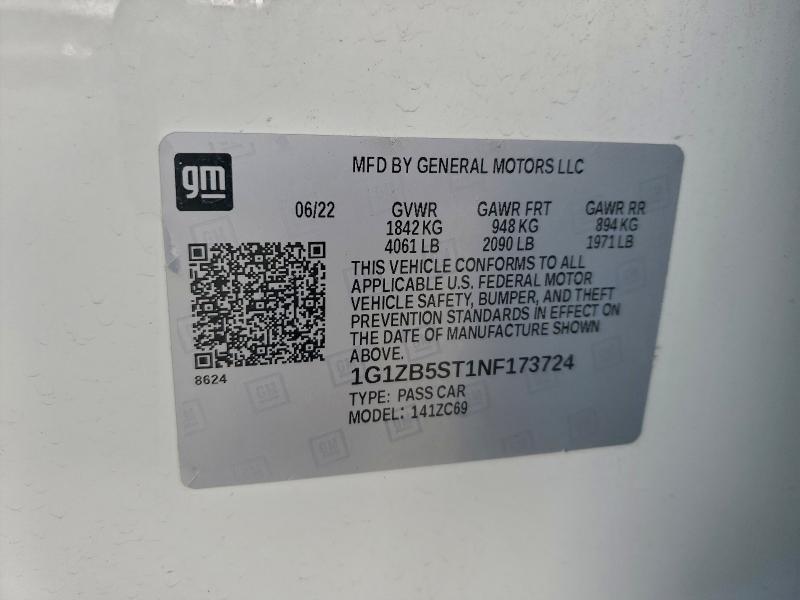 gm
MFD BY GENERAL MOTORS LLC
06/22 GVWR GAWR FRT GAWR RR
1842 KG 948 KG 894 KG
4061 LB 2090 LB 1971 LB
THIS VEHICLE CONFORMS TO ALL
APPLICABLE U.S. FEDERAL MOTOR
VEHICLE SAFETY, BUMPER, AND THEFT
PREVENTION STANDARDS IN EFFECT ON
THE DATE OF MANUFACTURE SHOWN
ABOVE.
8624
1G1ZB5ST1NF173724
TYPE: PASS CAR
MODEL: 141ZC69